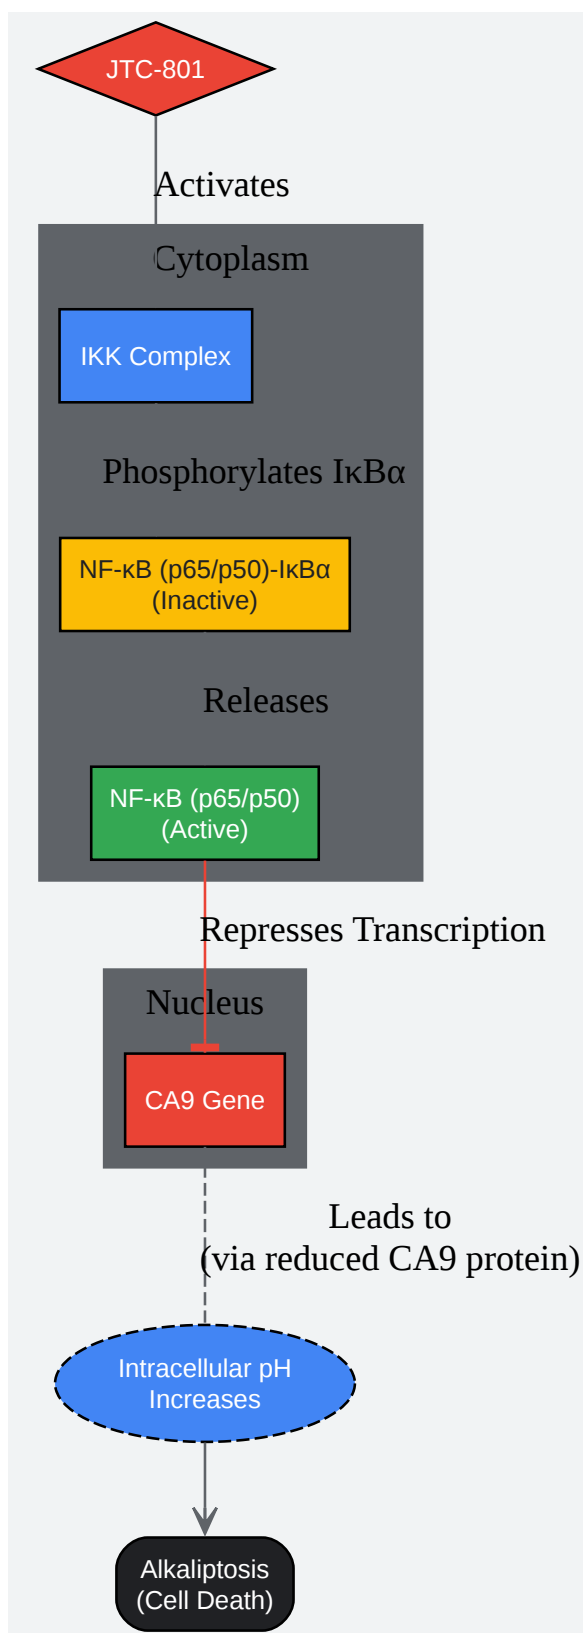 JTC-801
Activates
Cytoplasm
IKK Complex
Phosphorylates IκBα
NF-κB (p65/p50)-IκBα
(Inactive)
Releases
NF-κB (p65/p50)
(Active)
Represses Transcription
Nucleus
CA9 Gene
Leads to
(via reduced CA9 protein)
Intracellular pH
Increases
Alkaliptosis
(Cell Death)